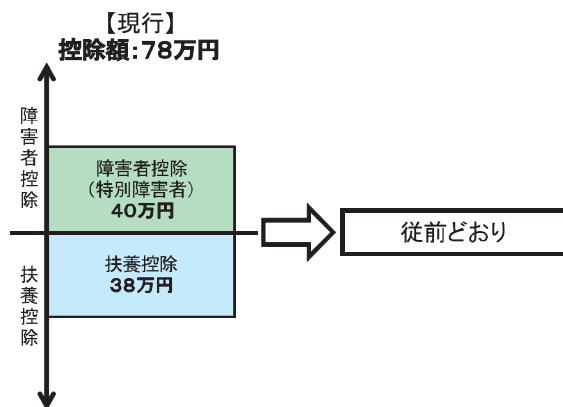 【現行】
控除額：78万円
障害者控除
障害者控除
（特別障害者）
40万円
従前どおり
扶養控除
扶養控除
38万円